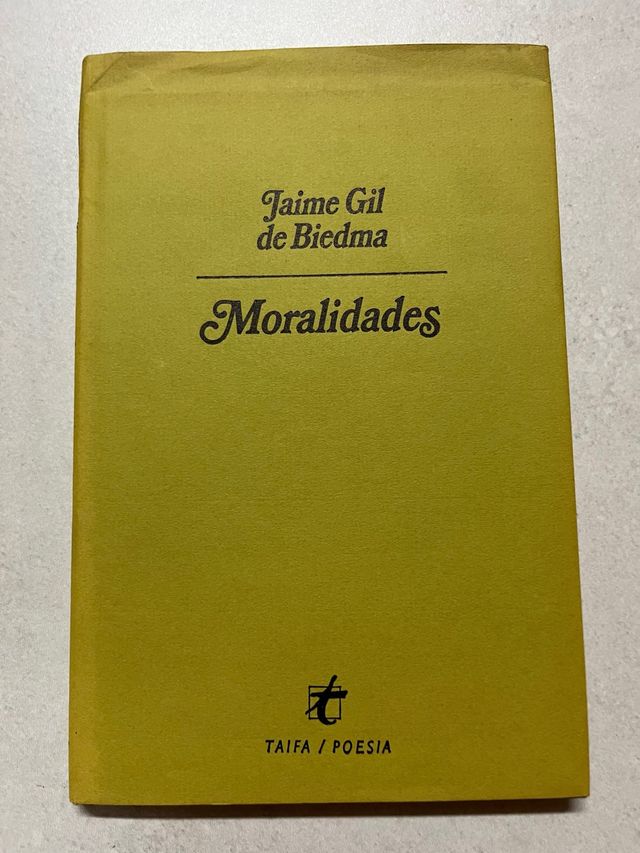 Jaime Gil
de Biedma
Moralidades
t
TAIFA / POESIA